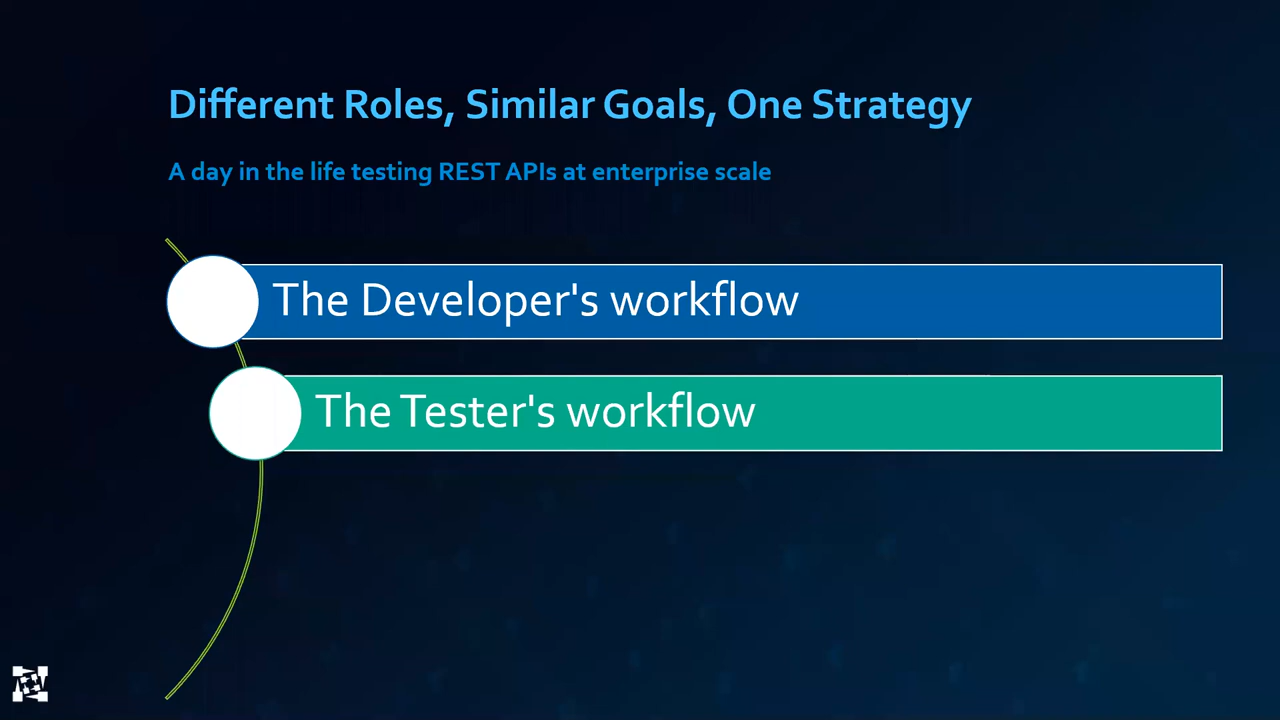 Different Roles, Similar Goals, One Strategy
A day in the life testing REST APIs at enterprise scale
The Developer's workflow
The Tester's workflow